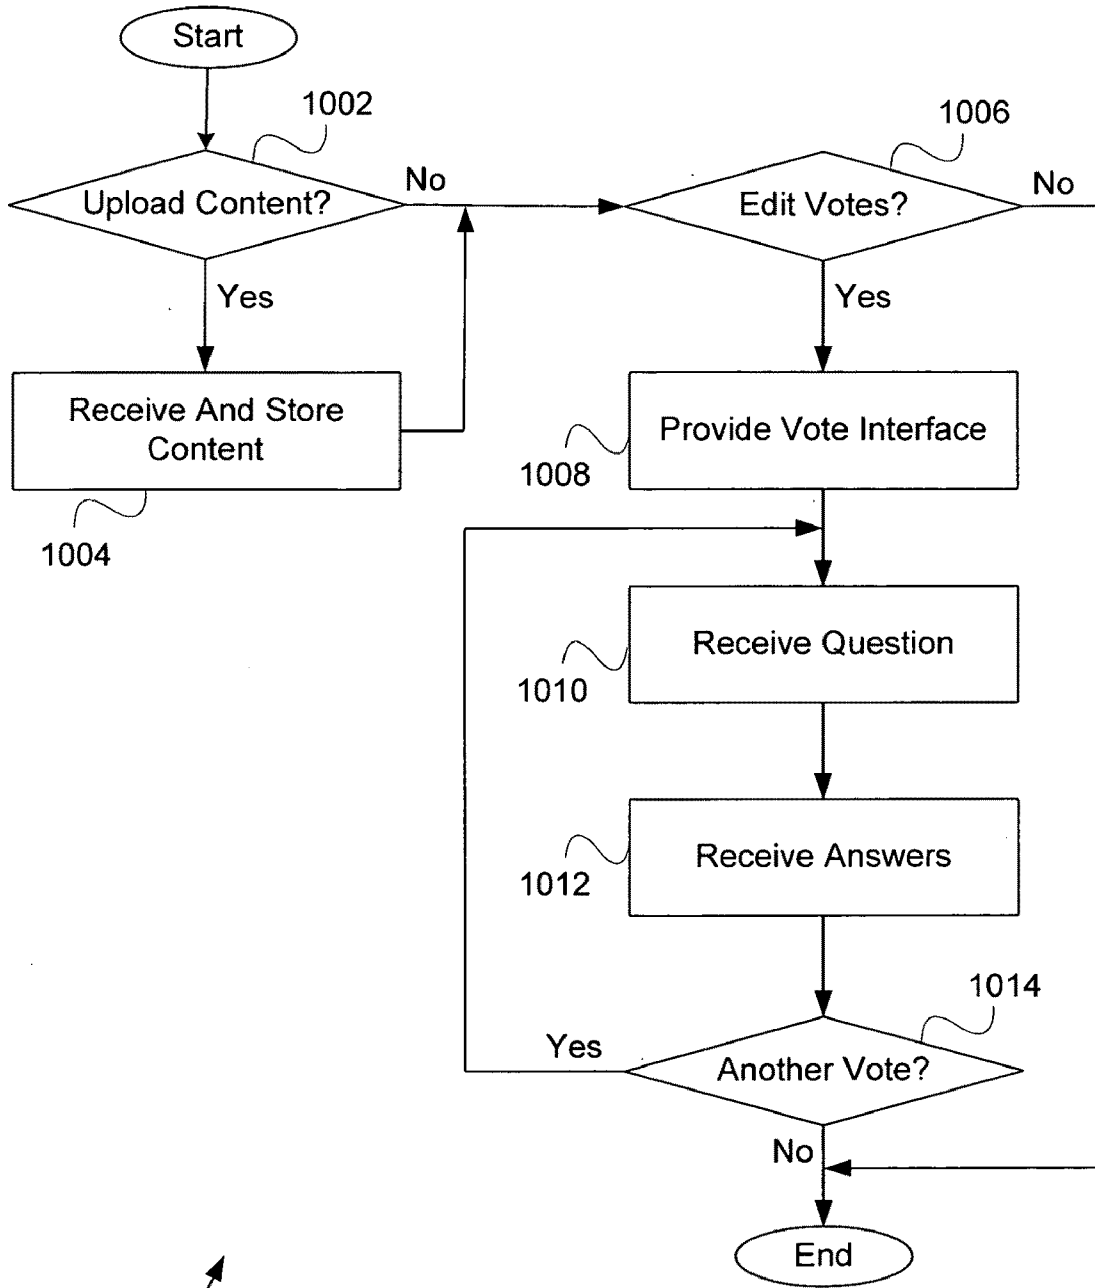 Start
1002
1006
Upload Content?
No
Edit Votes?
No
Yes
Yes
Receive And Store
Content
Provide Vote Interface
1008
1004
Receive Question
1010
Receive Answers
1012
1014
Yes
Another Vote?
No
End